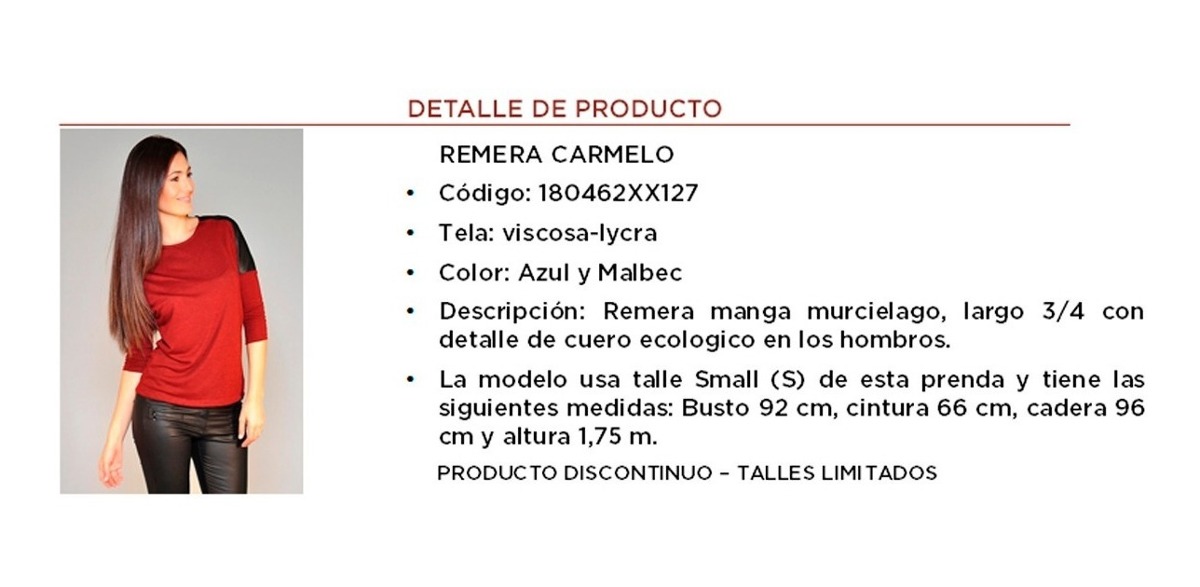 DETALLE DE PRODUCTO
REMERA CARMELO
• Código: 180462XX127
• Tela: viscosa-lycra
• Color: Azul y Malbec
• Descripción: Remera manga murcielago, largo 3/4 con
detalle de cuero ecologico en los hombros.
• La modelo usa talle Small (S) de esta prenda y tiene las
siguientes medidas: Busto 92 cm, cintura 66 cm, cadera 96
cm y altura 1,75 m.
PRODUCTO DISCONTINUO – TALLES LIMITADOS